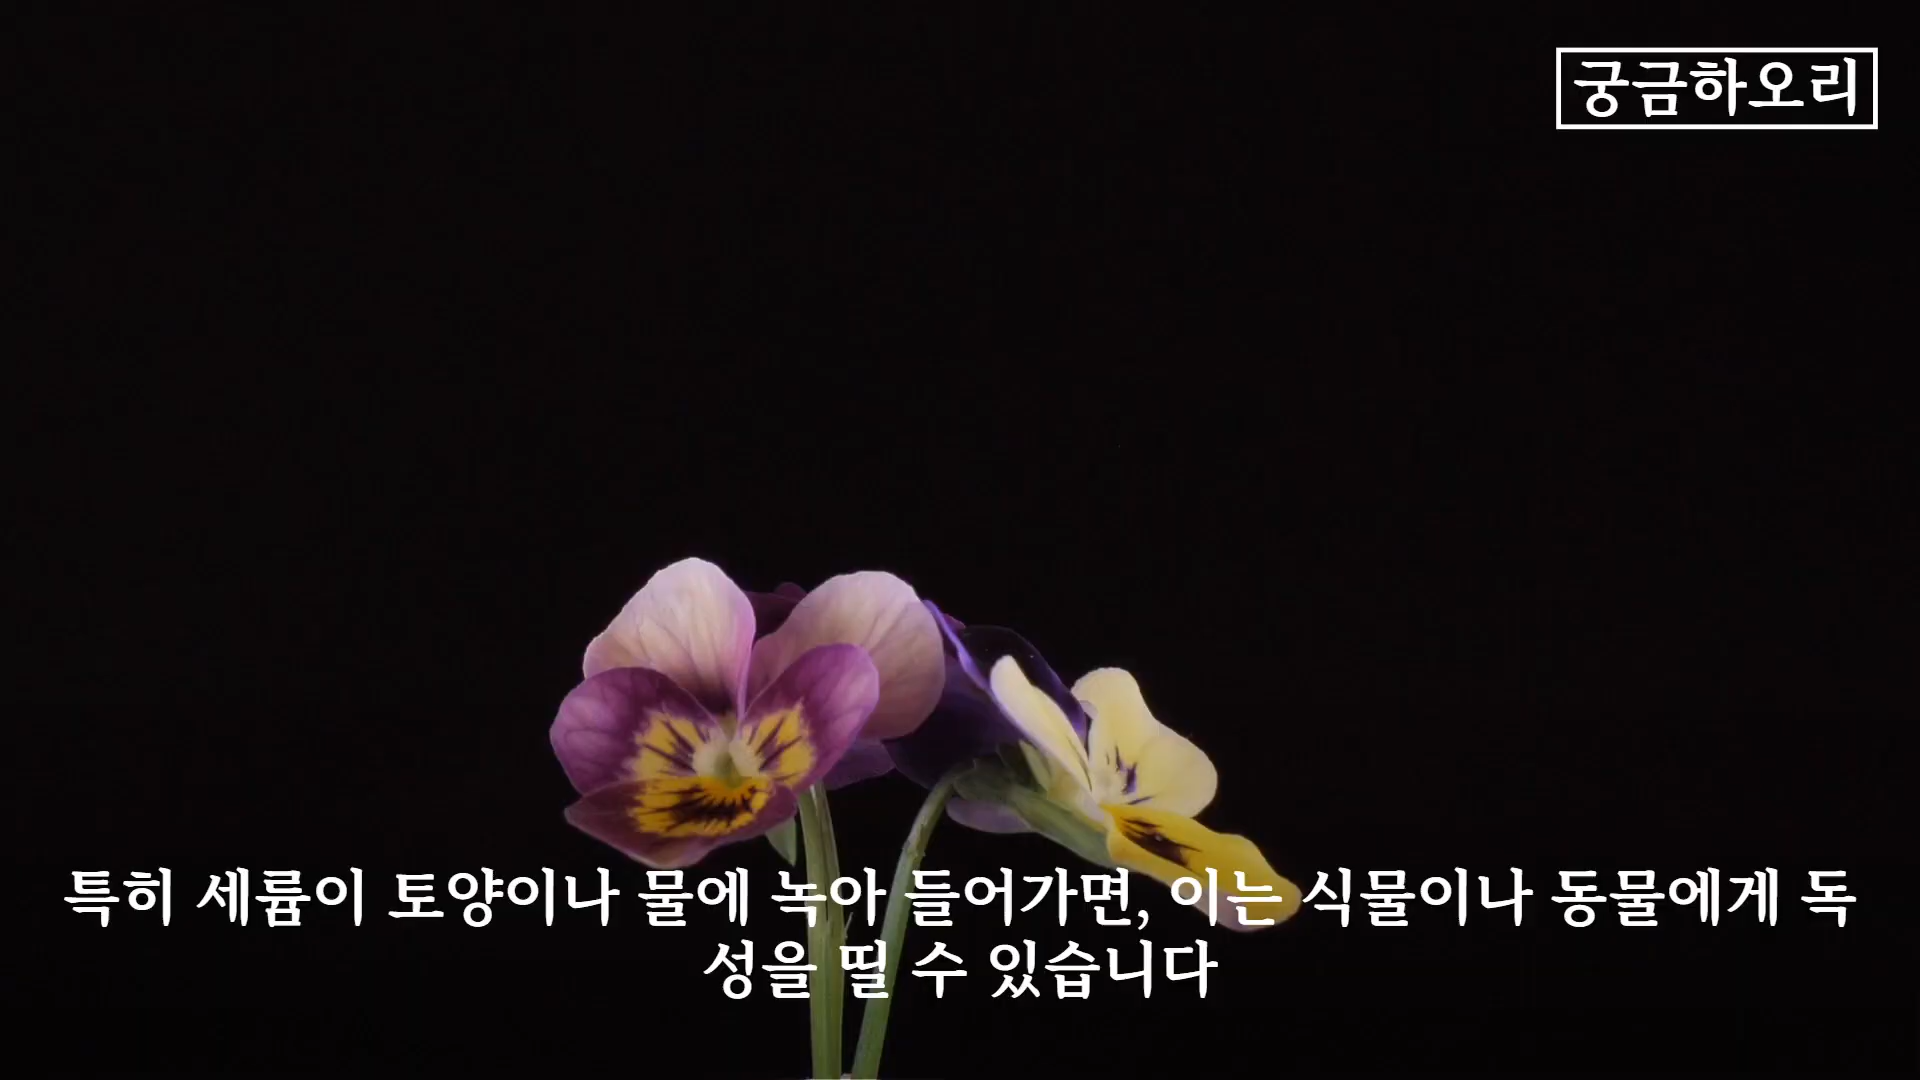 궁금하오리
특히 세륨이 토양이나 물에 녹아 들어가면, 이는 식물이나 동물에게 독
성을 띨 수 있습니다